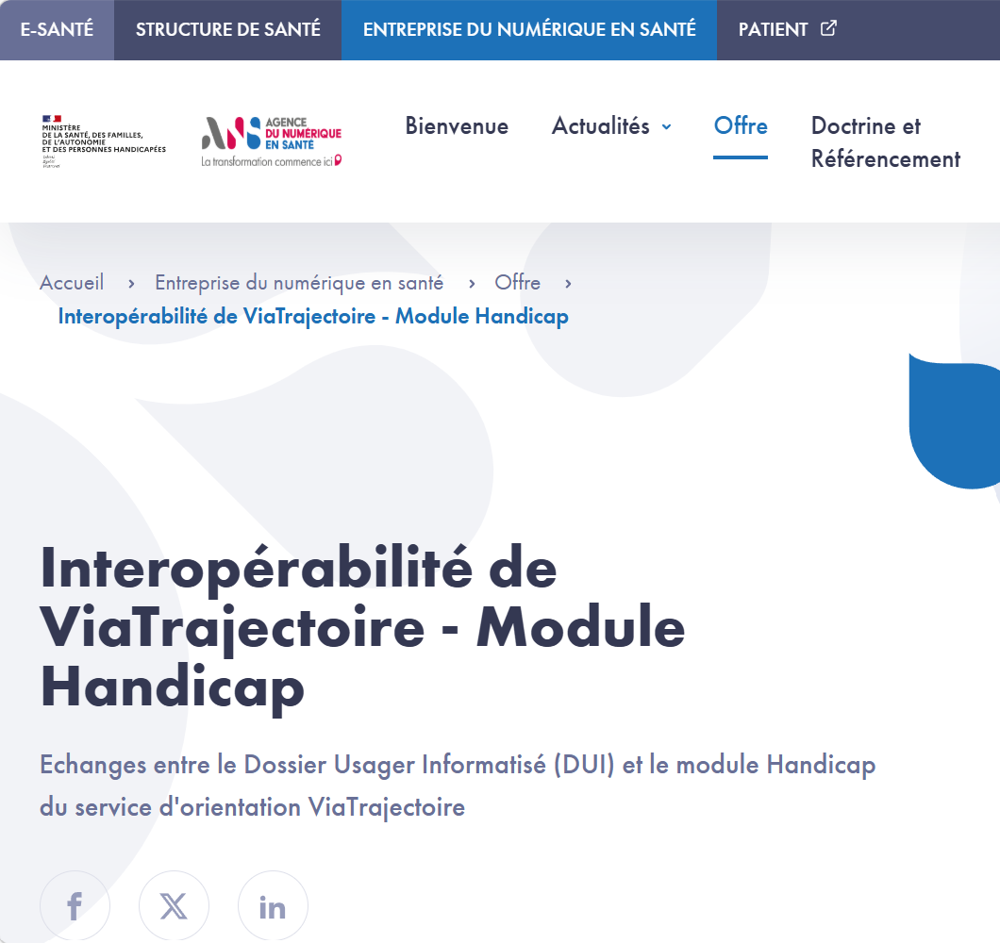 E-SANTÉ
STRUCTURE DE SANTÉ
ENTREPRISE DU NUMÉRIQUE EN SANTÉ
PATIENT
MINISTÈRE
DE LA SANTÉ, DES FAMILLES,
DE L'AUTONOMIE
ET DES PERSONNES HANDICAPÉES
Liberté
Égalité
Fraternité
ANS
AGENCE
DU NUMÉRIQUE
EN SANTÉ
La transformation commence ici
Bienvenue
Actualités
Offre
Doctrine et
Référencement
Accueil > Entreprise du numérique en santé > Offre >
Interopérabilité de ViaTrajectoire - Module Handicap
Interopérabilité de
ViaTrajectoire - Module
Handicap
Echanges entre le Dossier Usager Informatisé (DUI) et le module Handicap
du service d'orientation ViaTrajectoire